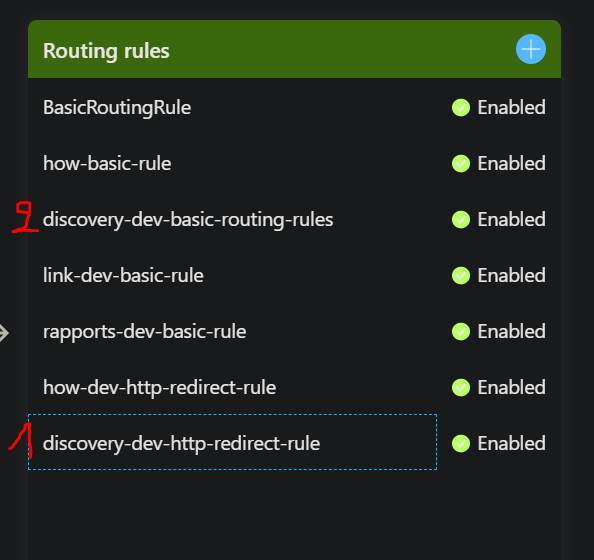 Routing rules
BasicRoutingRule Enabled
how-basic-rule Enabled
2 discovery-dev-basic-routing-rules Enabled
link-dev-basic-rule Enabled
rapports-dev-basic-rule Enabled
how-dev-http-redirect-rule Enabled
1 discovery-dev-http-redirect-rule Enabled